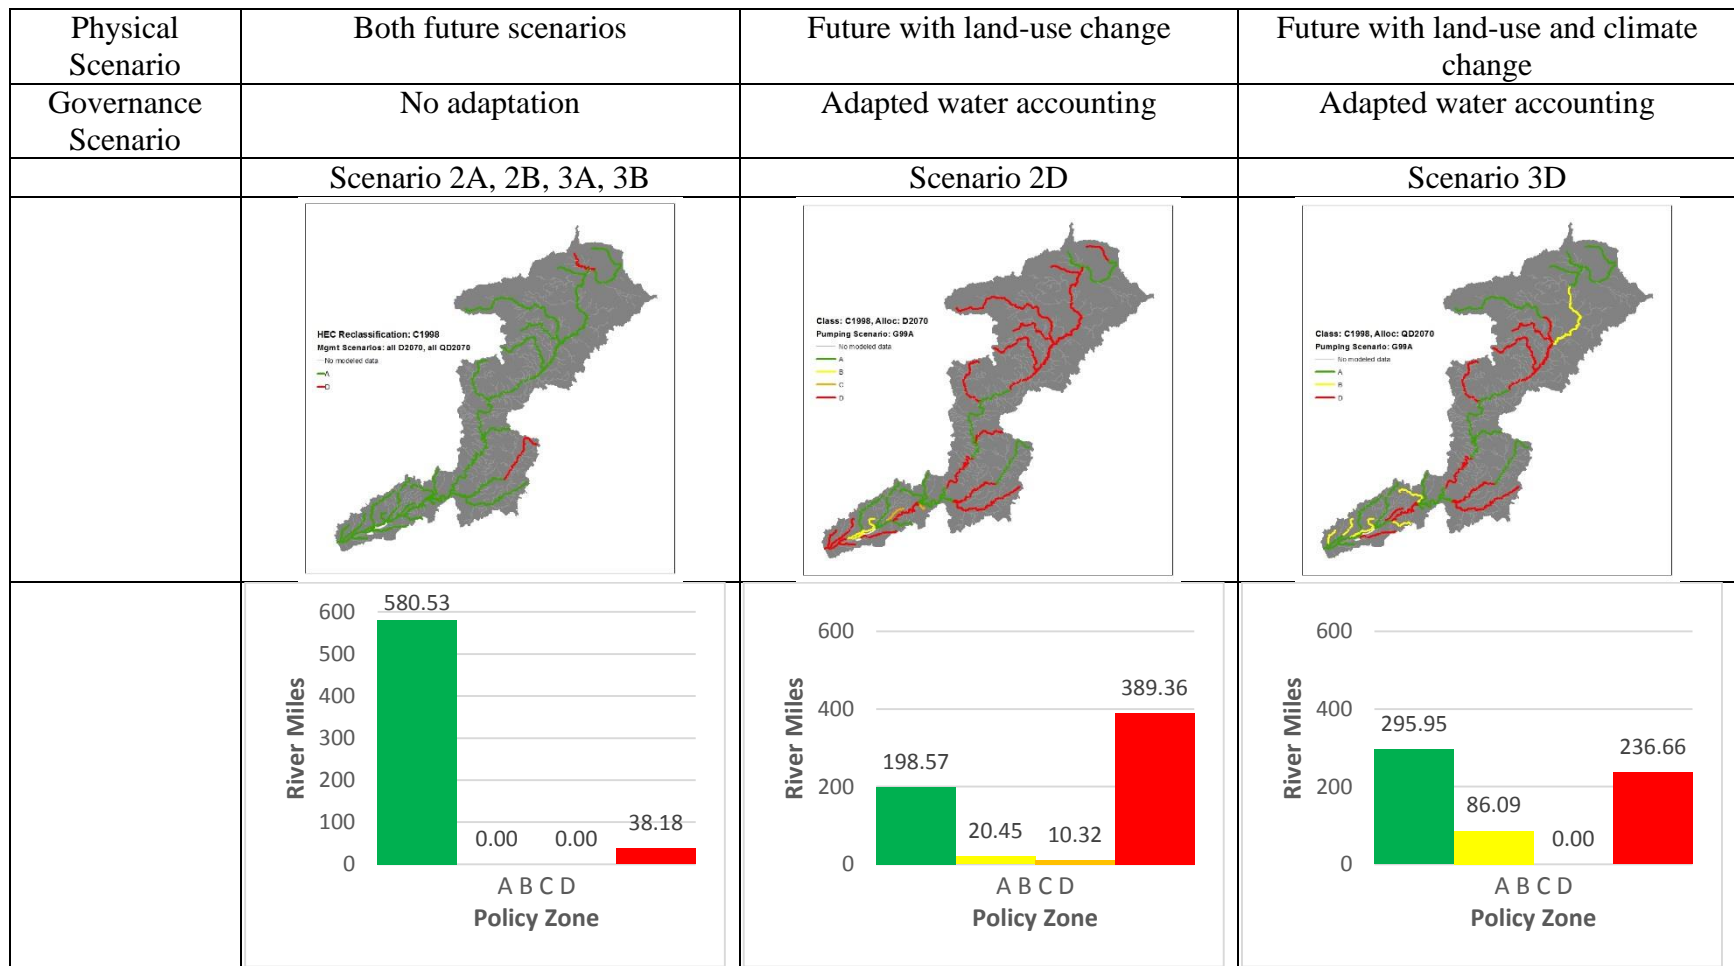 Physical
Scenario
Both future scenarios
Future with land-use change
Future with land-use and climate
change
Governance
Scenario
No adaptation
Adapted water accounting
Adapted water accounting
Scenario 2A, 2B, 3A, 3B
Scenario 2D
Scenario 3D
HEC Reclassification: C1998
Mgmt Scenarios: all D2070, all QD2070
No modeled data
A
D
Class: C1998, Alloc: D2070
Pumping Scenario: G99A
No modeled data
A
B
C
D
Class: C1998, Alloc: QD2070
Pumping Scenario: G99A
No modeled data
A
B
D
600
500
400
300
200
100
0
River Miles
580.53
0.00
0.00
38.18
A B C D
Policy Zone
600
400
200
0
River Miles
198.57
20.45
10.32
389.36
A B C D
Policy Zone
600
400
200
0
River Miles
295.95
86.09
0.00
236.66
A B C D
Policy Zone